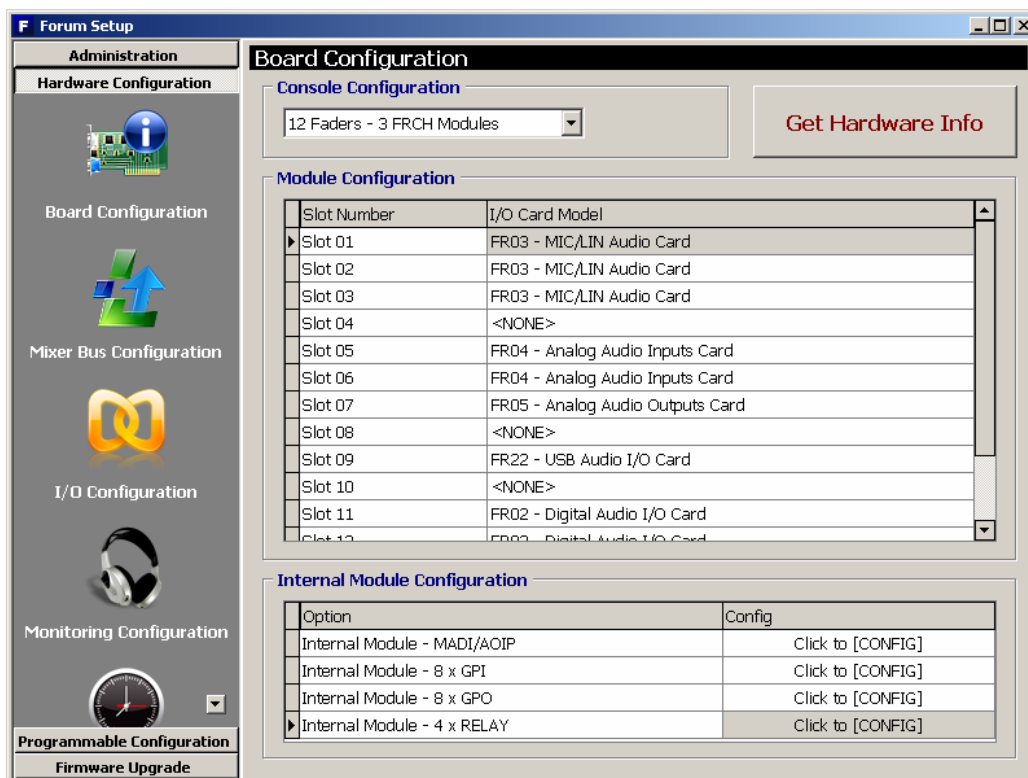 F Forum Setup
Administration
Hardware Configuration
Board Configuration
Mixer Bus Configuration
I/O Configuration
Monitoring Configuration
Programmable Configuration
Firmware Upgrade
Board Configuration
Console Configuration
12 Faders - 3 FRCH Modules
Get Hardware Info
Module Configuration
Slot Number I/O Card Model
Slot 01 FR03 - MIC/LIN Audio Card
Slot 02 FR03 - MIC/LIN Audio Card
Slot 03 FR03 - MIC/LIN Audio Card
Slot 04 <NONE>
Slot 05 FR04 - Analog Audio Inputs Card
Slot 06 FR04 - Analog Audio Inputs Card
Slot 07 FR05 - Analog Audio Outputs Card
Slot 08 <NONE>
Slot 09 FR22 - USB Audio I/O Card
Slot 10 <NONE>
Slot 11 FR02 - Digital Audio I/O Card
Slot 12 FR02 - Digital Audio I/O Card
Internal Module Configuration
Option Config
Internal Module - MADI/AOIP Click to [CONFIG]
Internal Module - 8 x GPI Click to [CONFIG]
Internal Module - 8 x GPO Click to [CONFIG]
Internal Module - 4 x RELAY Click to [CONFIG]